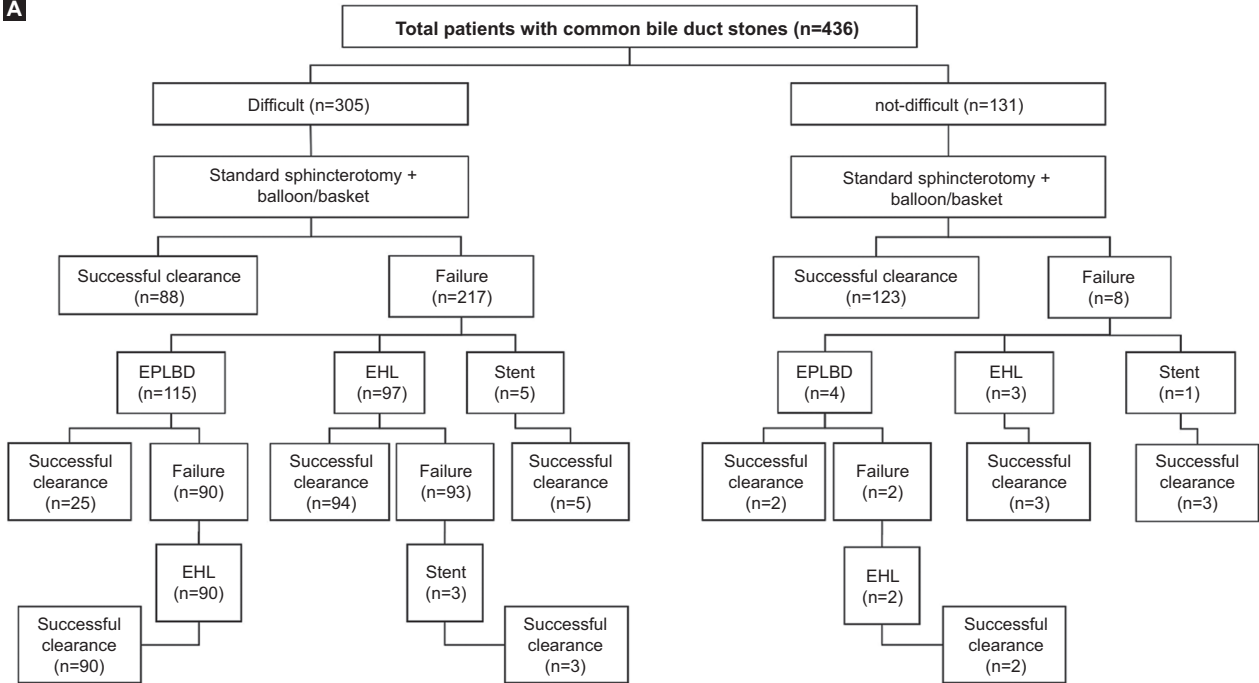 A
Total patients with common bile duct stones (n=436)
Difficult (n=305)
not-difficult (n=131)
Standard sphincterotomy +
balloon/basket
Standard sphincterotomy +
balloon/basket
Successful clearance
(n=88)
Failure
(n=217)
Successful clearance
(n=123)
Failure
(n=8)
EPLBD
(n=115)
EHL
(n=97)
Stent
(n=5)
EPLBD
(n=4)
EHL
(n=3)
Stent
(n=1)
Successful
clearance
(n=25)
Failure
(n=90)
Successful
clearance
(n=94)
Failure
(n=93)
Successful
clearance
(n=5)
Successful
clearance
(n=2)
Failure
(n=2)
Successful
clearance
(n=3)
Successful
clearance
(n=3)
EHL
(n=90)
Stent
(n=3)
EHL
(n=2)
Successful
clearance
(n=90)
Successful
clearance
(n=3)
Successful
clearance
(n=2)